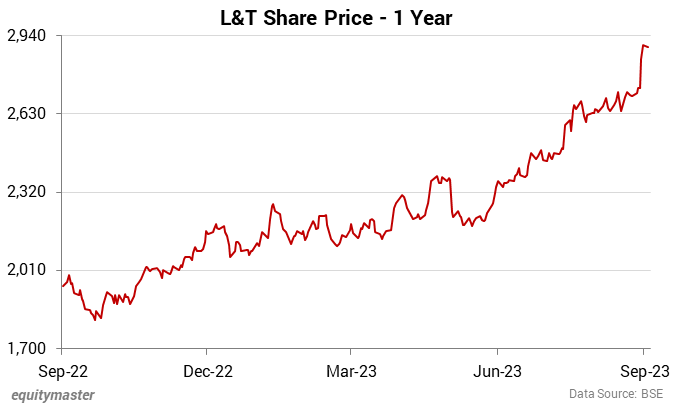 L&T Share Price - 1 Year
2,940
2,630
2,320
2,010
1,700
Sep-22 Dec-22 Mar-23 Jun-23 Sep-23
equitymaster Data Source: BSE